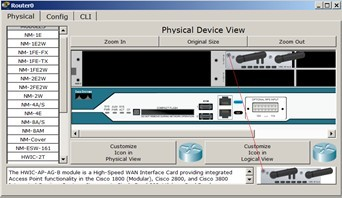 Router0
Physical
Config
CLI
MODULES
NM-1E
NM-1E2W
NM-1FE-FX
NM-1FE-TX
NM-1FE2W
NM-2E2W
NM-2FE2W
NM-2W
NM-4A/S
NM-4E
NM-8A/S
NM-8AM
NM-Cover
NM-ESW-161
HWIC-2T
Physical Device View
Zoom In
Original Size
Zoom Out
Customize
Icon in
Physical View
Customize
Icon in
Logical View
The HWIC-AP-AG-B module is a High-Speed WAN Interface Card providing integrated
Access Point functionality in the Cisco 1800 (Modular), Cisco 2800, and Cisco 3800